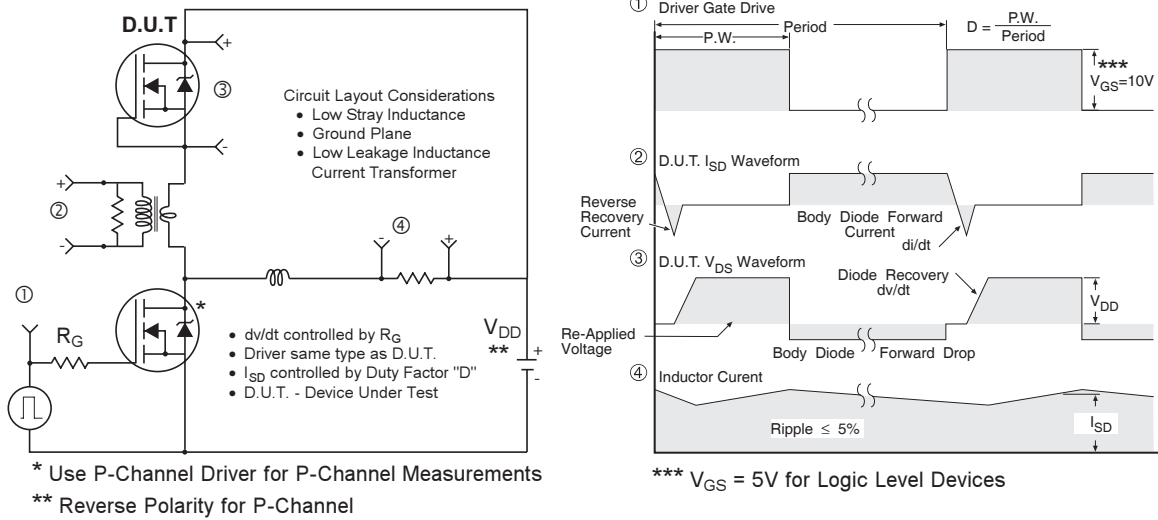 D.U.T
+
③
-
Circuit Layout Considerations
• Low Stray Inductance
• Ground Plane
• Low Leakage Inductance
Current Transformer
+
②
-
④
-
+
①
R_G
*
• dv/dt controlled by R_G
• Driver same type as D.U.T.
• I_SD controlled by Duty Factor "D"
• D.U.T. - Device Under Test
V_DD
**
+
-
* Use P-Channel Driver for P-Channel Measurements
** Reverse Polarity for P-Channel
① Driver Gate Drive
Period
P.W.
D = P.W. / Period
***
V_GS=10V
② D.U.T. I_SD Waveform
Reverse
Recovery
Current
Body Diode Forward
Current
di/dt
③ D.U.T. V_DS Waveform
Diode Recovery
dv/dt
V_DD
Re-Applied
Voltage
Body Diode Forward Drop
④ Inductor Curent
Ripple ≤ 5%
I_SD
*** V_GS = 5V for Logic Level Devices